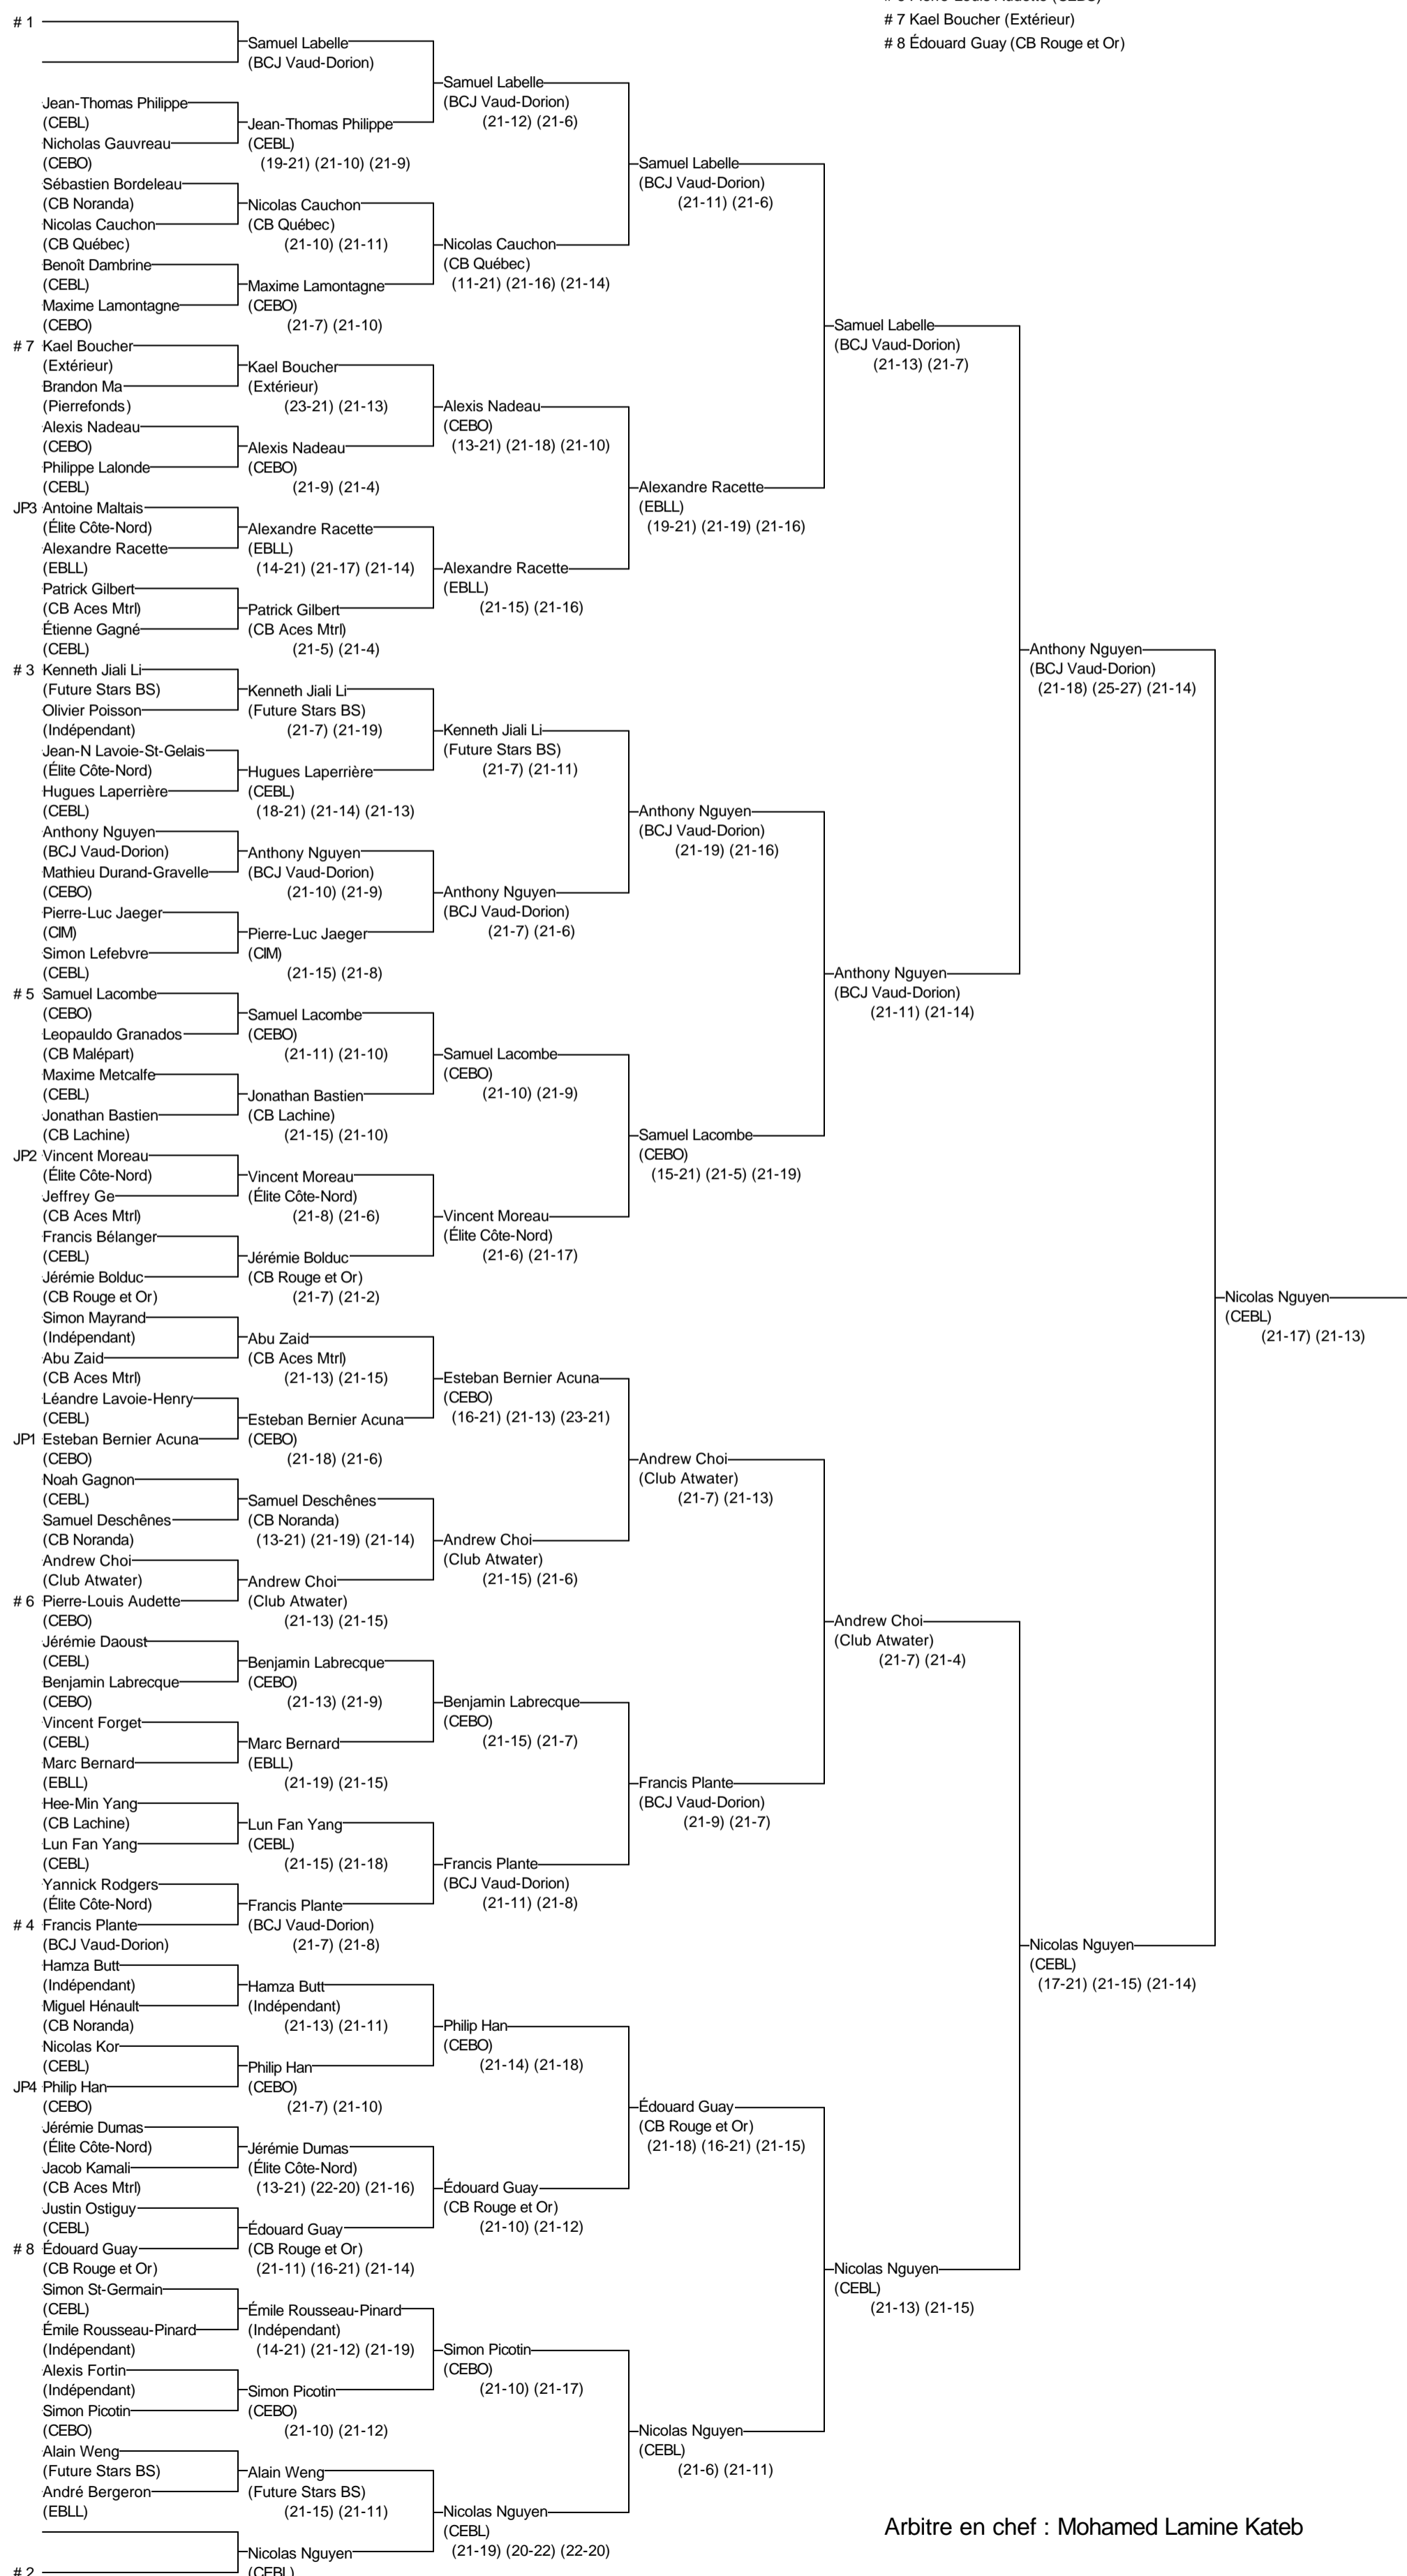 # 6 Pierre-Louis Audette (CEBO)
# 7 Kael Boucher (Extérieur)
# 8 Édouard Guay (CB Rouge et Or)
# 1
Jean-Thomas Philippe
(CEBL)
Nicholas Gauvreau
(CEBO)
Sébastien Bordeleau
(CB Noranda)
Nicolas Cauchon
(CB Québec)
Benoît Dambrine
(CEBL)
Maxime Lamontagne
(CEBO)
# 7 Kael Boucher
(Extérieur)
Brandon Ma
(Pierrefonds)
Alexis Nadeau
(CEBO)
Philippe Lalonde
(CEBL)
JP3 Antoine Maltais
(Élite Côte-Nord)
Alexandre Racette
(EBLL)
Patrick Gilbert
(CB Aces Mtrl)
Étienne Gagné
(CEBL)
# 3 Kenneth Jiali Li
(Future Stars BS)
Olivier Poisson
(Indépendant)
Jean-N Lavoie-St-Gelais
(Élite Côte-Nord)
Hugues Laperrière
(CEBL)
Anthony Nguyen
(BCJ Vaud-Dorion)
Mathieu Durand-Gravelle
(CEBO)
Pierre-Luc Jaeger
(CIM)
Simon Lefebvre
(CEBL)
# 5 Samuel Lacombe
(CEBO)
Leopauldo Granados
(CB Malépart)
Maxime Metcalfe
(CEBL)
Jonathan Bastien
(CB Lachine)
JP2 Vincent Moreau
(Élite Côte-Nord)
Jeffrey Ge
(CB Aces Mtrl)
Francis Bélanger
(CEBL)
Jérémie Bolduc
(CB Rouge et Or)
Simon Mayrand
(Indépendant)
Abu Zaid
(CB Aces Mtrl)
Léandre Lavoie-Henry
(CEBL)
JP1 Esteban Bernier Acuna
(CEBO)
Noah Gagnon
(CEBL)
Samuel Deschênes
(CB Noranda)
Andrew Choi
(Club Atwater)
# 6 Pierre-Louis Audette
(CEBO)
Jérémie Daoust
(CEBL)
Benjamin Labrecque
(CEBO)
Vincent Forget
(CEBL)
Marc Bernard
(EBLL)
Hee-Min Yang
(CB Lachine)
Lun Fan Yang
(CEBL)
Yannick Rodgers
(Élite Côte-Nord)
# 4 Francis Plante
(BCJ Vaud-Dorion)
Hamza Butt
(Indépendant)
Miguel Hénault
(CB Noranda)
Nicolas Kor
(CEBL)
JP4 Philip Han
(CEBO)
Jérémie Dumas
(Élite Côte-Nord)
Jacob Kamali
(CB Aces Mtrl)
Justin Ostiguy
(CEBL)
# 8 Édouard Guay
(CB Rouge et Or)
Simon St-Germain
(CEBL)
Émile Rousseau-Pinard
(Indépendant)
Alexis Fortin
(Indépendant)
Simon Picotin
(CEBO)
Alain Weng
(Future Stars BS)
André Bergeron
(EBLL)
# 2
Samuel Labelle
(BCJ Vaud-Dorion)
Jean-Thomas Philippe
(CEBL)
(19-21) (21-10) (21-9)
Nicolas Cauchon
(CB Québec)
(21-10) (21-11)
Maxime Lamontagne
(CEBO)
(21-7) (21-10)
Kael Boucher
(Extérieur)
(23-21) (21-13)
Alexis Nadeau
(CEBO)
(21-9) (21-4)
Alexandre Racette
(EBLL)
(14-21) (21-17) (21-14)
Patrick Gilbert
(CB Aces Mtrl)
(21-5) (21-4)
Kenneth Jiali Li
(Future Stars BS)
(21-7) (21-19)
Hugues Laperrière
(CEBL)
(18-21) (21-14) (21-13)
Anthony Nguyen
(BCJ Vaud-Dorion)
(21-10) (21-9)
Pierre-Luc Jaeger
(CIM)
(21-15) (21-8)
Samuel Lacombe
(CEBO)
(21-11) (21-10)
Jonathan Bastien
(CB Lachine)
(21-15) (21-10)
Vincent Moreau
(Élite Côte-Nord)
(21-8) (21-6)
Jérémie Bolduc
(CB Rouge et Or)
(21-7) (21-2)
Abu Zaid
(CB Aces Mtrl)
(21-13) (21-15)
Esteban Bernier Acuna
(CEBO)
(21-18) (21-6)
Samuel Deschênes
(CB Noranda)
(13-21) (21-19) (21-14)
Andrew Choi
(Club Atwater)
(21-13) (21-15)
Benjamin Labrecque
(CEBO)
(21-13) (21-9)
Marc Bernard
(EBLL)
(21-19) (21-15)
Lun Fan Yang
(CEBL)
(21-15) (21-18)
Francis Plante
(BCJ Vaud-Dorion)
(21-7) (21-8)
Hamza Butt
(Indépendant)
(21-13) (21-11)
Philip Han
(CEBO)
(21-7) (21-10)
Jérémie Dumas
(Élite Côte-Nord)
(13-21) (22-20) (21-16)
Édouard Guay
(CB Rouge et Or)
(21-11) (16-21) (21-14)
Émile Rousseau-Pinard
(Indépendant)
(14-21) (21-12) (21-19)
Simon Picotin
(CEBO)
(21-10) (21-12)
Alain Weng
(Future Stars BS)
(21-15) (21-11)
Nicolas Nguyen
(CEBL)
Samuel Labelle
(BCJ Vaud-Dorion)
(21-12) (21-6)
Nicolas Cauchon
(CB Québec)
(11-21) (21-16) (21-14)
Alexis Nadeau
(CEBO)
(13-21) (21-18) (21-10)
Alexandre Racette
(EBLL)
(21-15) (21-16)
Kenneth Jiali Li
(Future Stars BS)
(21-7) (21-11)
Anthony Nguyen
(BCJ Vaud-Dorion)
(21-7) (21-6)
Samuel Lacombe
(CEBO)
(21-10) (21-9)
Vincent Moreau
(Élite Côte-Nord)
(21-6) (21-17)
Esteban Bernier Acuna
(CEBO)
(16-21) (21-13) (23-21)
Andrew Choi
(Club Atwater)
(21-15) (21-6)
Benjamin Labrecque
(CEBO)
(21-15) (21-7)
Francis Plante
(BCJ Vaud-Dorion)
(21-11) (21-8)
Philip Han
(CEBO)
(21-14) (21-18)
Édouard Guay
(CB Rouge et Or)
(21-10) (21-12)
Simon Picotin
(CEBO)
(21-10) (21-17)
Nicolas Nguyen
(CEBL)
(21-19) (20-22) (22-20)
Samuel Labelle
(BCJ Vaud-Dorion)
(21-11) (21-6)
Alexandre Racette
(EBLL)
(19-21) (21-19) (21-16)
Anthony Nguyen
(BCJ Vaud-Dorion)
(21-19) (21-16)
Samuel Lacombe
(CEBO)
(15-21) (21-5) (21-19)
Andrew Choi
(Club Atwater)
(21-7) (21-13)
Francis Plante
(BCJ Vaud-Dorion)
(21-9) (21-7)
Édouard Guay
(CB Rouge et Or)
(21-18) (16-21) (21-15)
Nicolas Nguyen
(CEBL)
(21-6) (21-11)
Samuel Labelle
(BCJ Vaud-Dorion)
(21-13) (21-7)
Anthony Nguyen
(BCJ Vaud-Dorion)
(21-11) (21-14)
Andrew Choi
(Club Atwater)
(21-7) (21-4)
Nicolas Nguyen
(CEBL)
(21-13) (21-15)
Anthony Nguyen
(BCJ Vaud-Dorion)
(21-18) (25-27) (21-14)
Nicolas Nguyen
(CEBL)
(17-21) (21-15) (21-14)
Nicolas Nguyen
(CEBL)
(21-17) (21-13)
Arbitre en chef : Mohamed Lamine Kateb